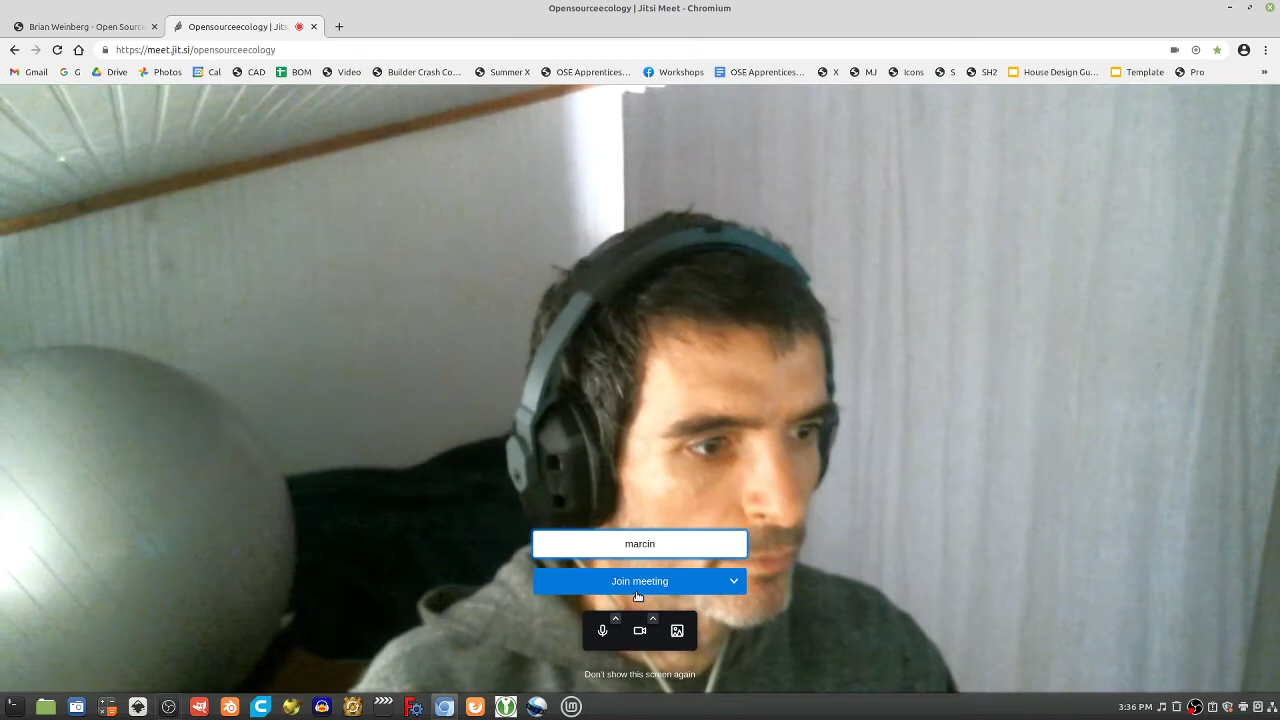 Opensourceecology | Jitsi Meet - Chromium
Brian Weinberg - Open Source
Opensourceecology | Jitsi
https://meet.jit.si/opensourceecology
Gmail G Drive Photos Cal CAD BOM Video Builder Crash Co... Summer X OSE Apprentices... Workshops OSE Apprentices... X MJ Icons S SH2 House Design Gu... Template Pro »
marcin
Join meeting
Don't show this screen again
3:36 PM